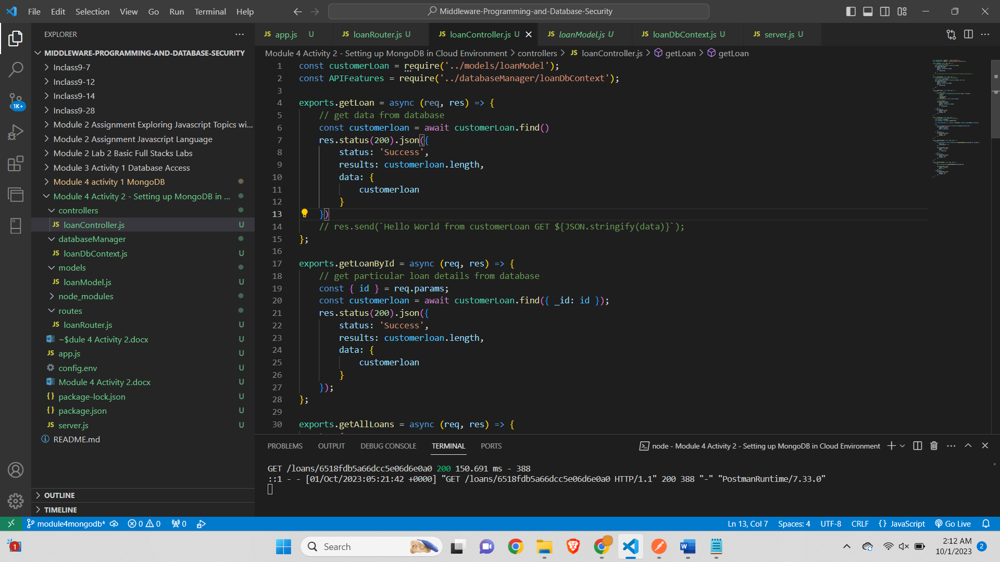 File Edit Selection View Go Run Terminal Help
Middleware-Programming-and-Database-Security
EXPLORER
JS app.js U
JS loanRouter.js U
JS loanController.js U
JS loanModel.js U
JS loanDbContext.js U
JS server.js U
MIDDLEWARE-PROGRAMMING-AND-DATABASE-SECURITY
Inclass9-7
Inclass9-12
Inclass9-14
Inclass9-28
Module 2 Assignment Exploring Javascript Topics wi...
Module 2 Assignment Javascript Language
Module 2 Lab 2 Basic Full Stacks Labs
Module 3 Activity 1 Database Access
Module 4 activity 1 MongoDB
Module 4 Activity 2 - Setting up MongoDB in ...
controllers
JS loanController.js U
databaseManager
JS loanDbContext.js U
models
JS loanModel.js U
node_modules
routes
JS loanRouter.js U
~$dule 4 Activity 2.docx U
JS app.js U
config.env U
Module 4 Activity 2.docx U
{} package-lock.json U
{} package.json U
JS server.js U
README.md
OUTLINE
TIMELINE
1K+
Module 4 Activity 2 - Setting up MongoDB in Cloud Environment > controllers > JS loanController.js > getLoan > getLoan
1 const customerLoan = require('../models/loanModel');
2 const APIFeatures = require('../databaseManager/loanDbContext');
3
4 exports.getLoan = async (req, res) => {
5 // get data from database
6 const customerloan = await customerLoan.find()
7 res.status(200).json({
8 status: 'Success',
9 results: customerloan.length,
10 data: {
11 customerloan
12 }
13 })
14 // res.send(`Hello World from customerLoan GET ${JSON.stringify(data)}`);
15 };
16
17 exports.getLoanById = async (req, res) => {
18 // get particular loan details from database
19 const { id } = req.params;
20 const customerloan = await customerLoan.find({ _id: id });
21 res.status(200).json({
22 status: 'Success',
23 results: customerloan.length,
24 data: {
25 customerloan
26 }
27 });
28 };
29
30 exports.getAllLoans = async (req, res) => {
PROBLEMS OUTPUT DEBUG CONSOLE TERMINAL PORTS
node - Module 4 Activity 2 - Setting up MongoDB in Cloud Environment
GET /loans/6518fdb5a66dcc5e06d6e0a0 200 150.691 ms - 388
::1 - - [01/Oct/2023:05:21:42 +0000] "GET /loans/6518fdb5a66dcc5e06d6e0a0 HTTP/1.1" 200 388 "-" "PostmanRuntime/7.33.0"
module4mongodb* 0 0 0
Ln 13, Col 7 Spaces: 4 UTF-8 CRLF {} JavaScript Go Live
1
Search
W
2:12 AM
10/1/2023
2